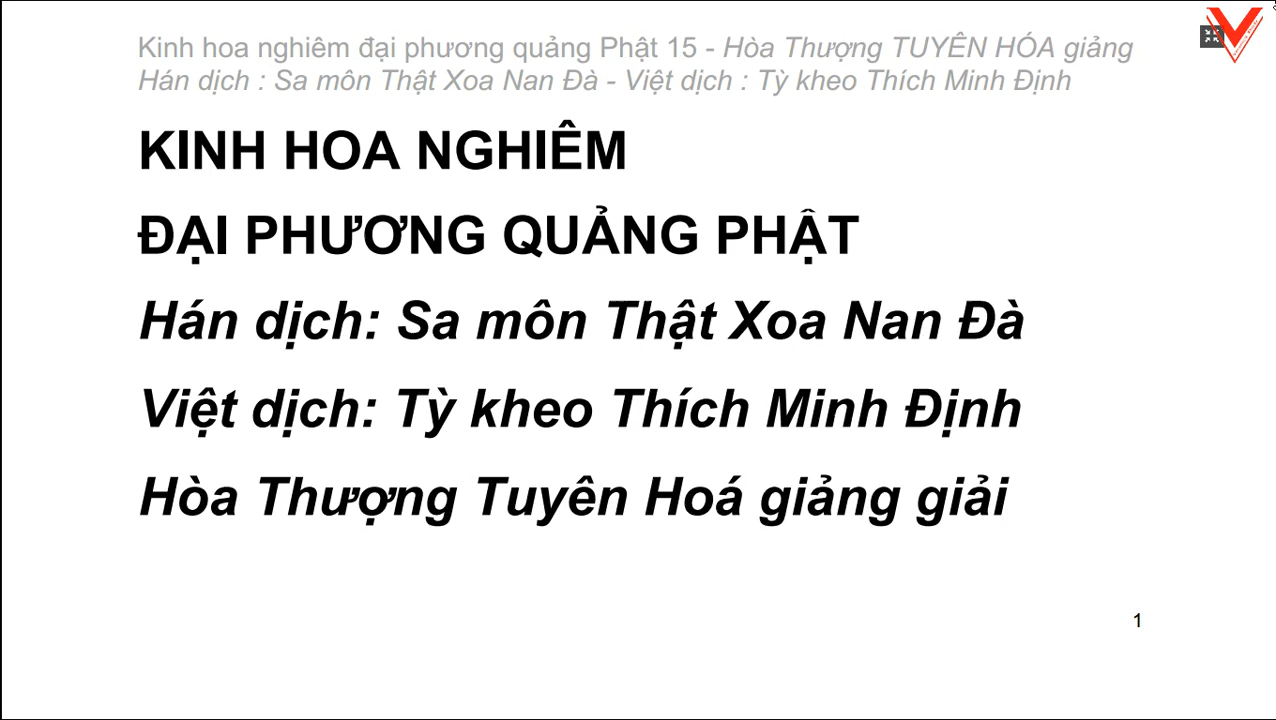 Kinh hoa nghiêm đại phương quảng Phật 15 - Hòa Thượng TUYÊN HÓA giảng
Hán dịch : Sa môn Thật Xoa Nan Đà - Việt dịch : Tỳ kheo Thích Minh Định
KINH HOA NGHIÊM
ĐẠI PHƯƠNG QUẢNG PHẬT
Hán dịch: Sa môn Thật Xoa Nan Đà
Việt dịch: Tỳ kheo Thích Minh Định
Hòa Thượng Tuyên Hoá giảng giải
1